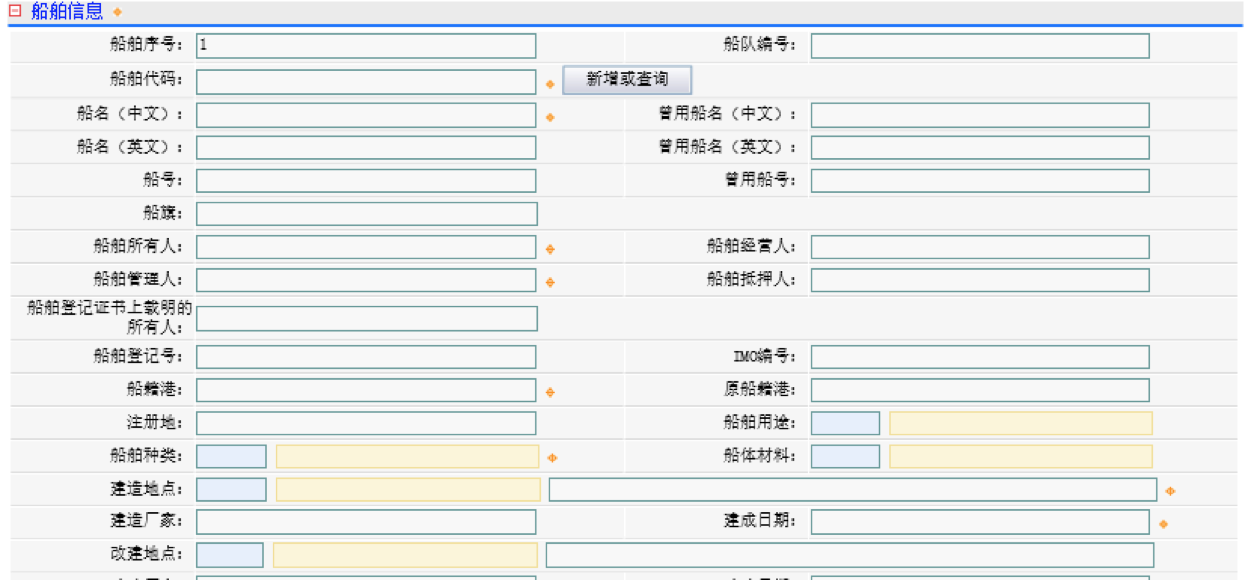 船舶信息
船舶序号: 1 船队编号:
船舶代码: 新增或查询
船名（中文）: 曾用船名（中文）:
船名（英文）: 曾用船名（英文）:
船号: 曾用船号:
船旗:
船舶所有人: 船舶经营人:
船舶管理人: 船舶抵押人:
船舶登记证书上载明的
所有人:
船舶登记号: IMO编号:
船籍港: 原船籍港:
注册地: 船舶用途:
船舶种类: 船体材料:
建造地点:
建造厂家: 建成日期:
改建地点: